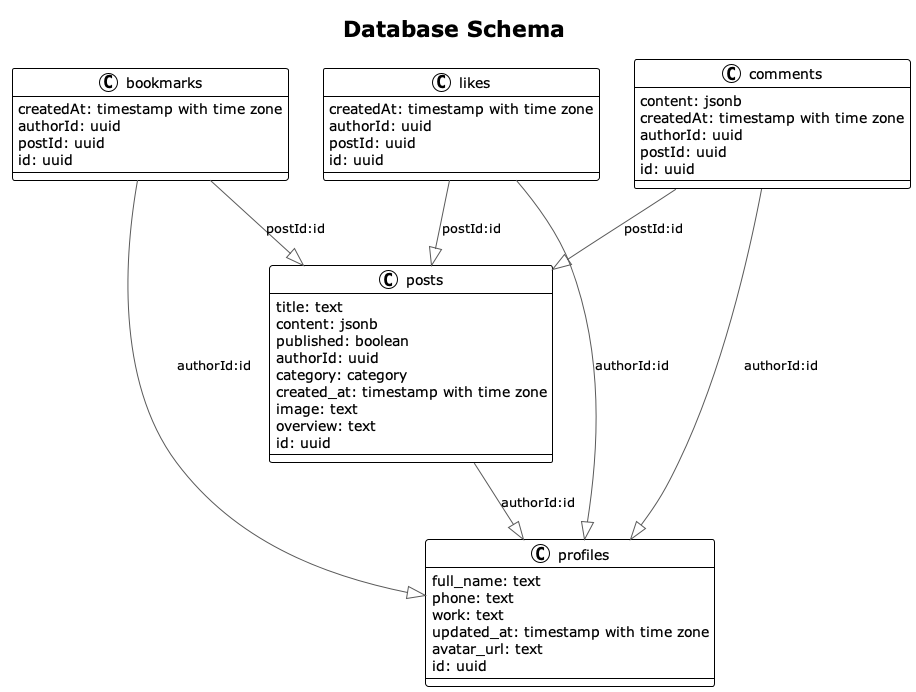 Database Schema
C bookmarks
createdAt: timestamp with time zone
authorId: uuid
postId: uuid
id: uuid
C likes
createdAt: timestamp with time zone
authorId: uuid
postId: uuid
id: uuid
C comments
content: jsonb
createdAt: timestamp with time zone
authorId: uuid
postId: uuid
id: uuid
postId:id
postId:id
postId:id
C posts
title: text
content: jsonb
published: boolean
authorId: uuid
category: category
created_at: timestamp with time zone
image: text
overview: text
id: uuid
authorId:id
authorId:id
authorId:id
authorId:id
C profiles
full_name: text
phone: text
work: text
updated_at: timestamp with time zone
avatar_url: text
id: uuid